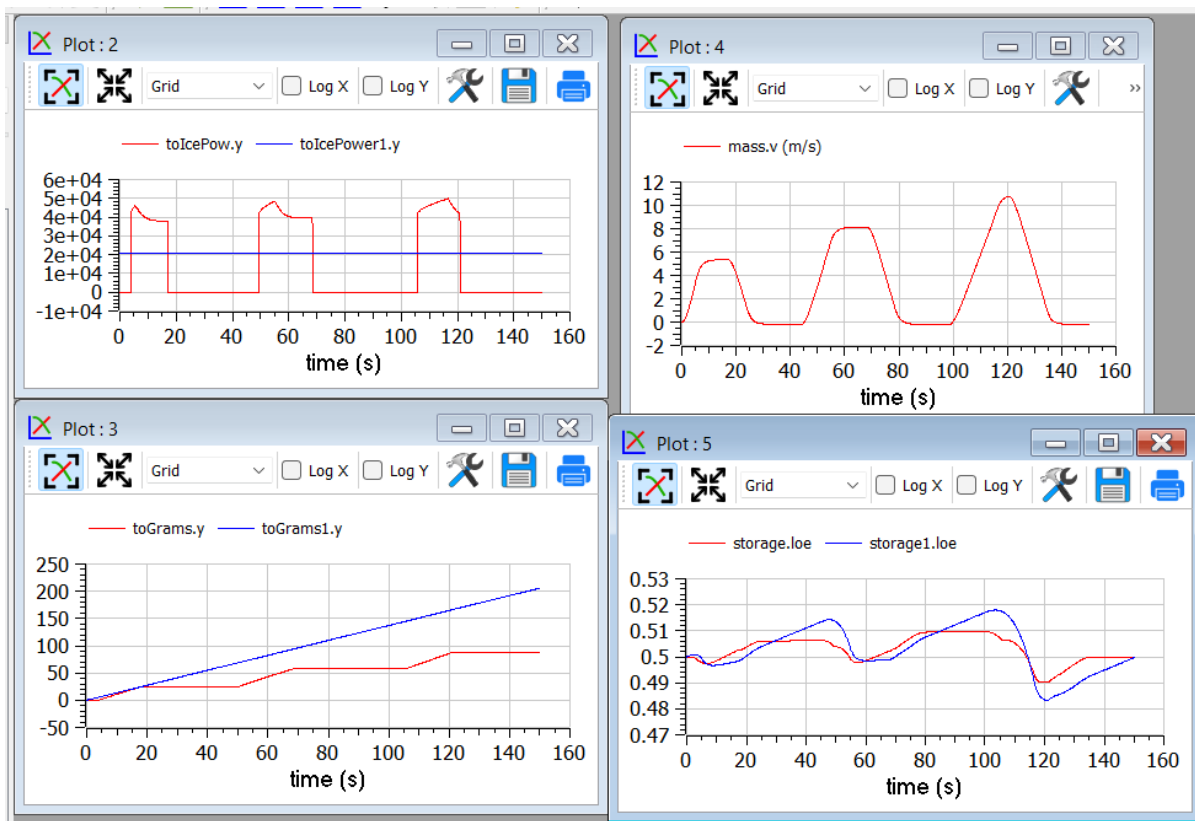 Plot : 2
Grid Log X Log Y
toIcePow.y toIcePower1.y
6e+04
5e+04
4e+04
3e+04
2e+04
1e+04
0
-1e+04
0 20 40 60 80 100 120 140 160
time (s)
Plot : 4
Grid Log X Log Y »
mass.v (m/s)
12
10
8
6
4
2
0
-2
0 20 40 60 80 100 120 140 160
time (s)
Plot : 3
Grid Log X Log Y
toGrams.y toGrams1.y
250
200
150
100
50
0
-50
0 20 40 60 80 100 120 140 160
time (s)
Plot : 5
Grid Log X Log Y
storage.loe storage1.loe
0.53
0.52
0.51
0.5
0.49
0.48
0.47
0 20 40 60 80 100 120 140 160
time (s)